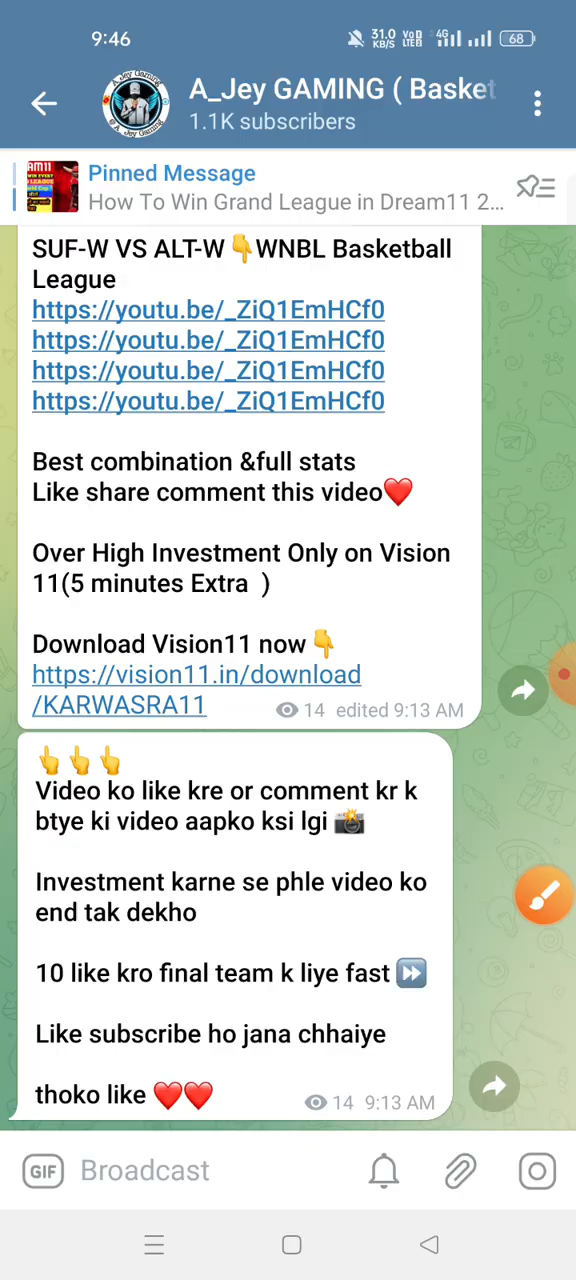 9:46
31.0
KB/S
VoD
LTE
4G
68
A_Jey GAMING ( Basket
1.1K subscribers
Pinned Message
How To Win Grand League in Dream11 2...
SUF-W VS ALT-W 👇WNBL Basketball
League
https://youtu.be/_ZiQ1EmHCf0
https://youtu.be/_ZiQ1EmHCf0
https://youtu.be/_ZiQ1EmHCf0
https://youtu.be/_ZiQ1EmHCf0
Best combination &full stats
Like share comment this video❤️
Over High Investment Only on Vision
11(5 minutes Extra  )
Download Vision11 now 👇
https://vision11.in/download
/KARWASRA11
14 edited 9:13 AM
👆👆👆
Video ko like kre or comment kr k
btye ki video aapko ksi lgi 📸
Investment karne se phle video ko
end tak dekho
10 like kro final team k liye fast ⏩
Like subscribe ho jana chhaiye
thoko like ❤️❤️
14 9:13 AM
GIF
Broadcast